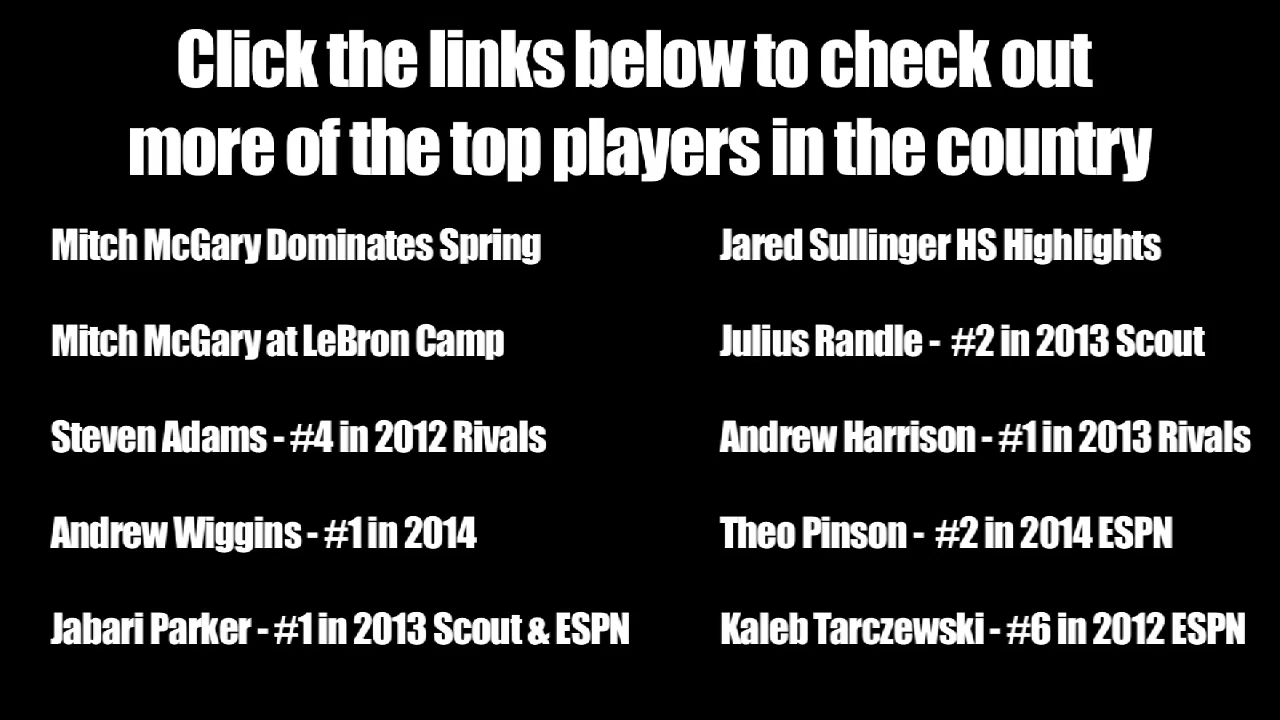 Click the links below to check out
more of the top players in the country
Mitch McGary Dominates Spring
Mitch McGary at LeBron Camp
Steven Adams - #4 in 2012 Rivals
Andrew Wiggins - #1 in 2014
Jabari Parker - #1 in 2013 Scout & ESPN
Jared Sullinger HS Highlights
Julius Randle - #2 in 2013 Scout
Andrew Harrison - #1 in 2013 Rivals
Theo Pinson - #2 in 2014 ESPN
Kaleb Tarczewski - #6 in 2012 ESPN